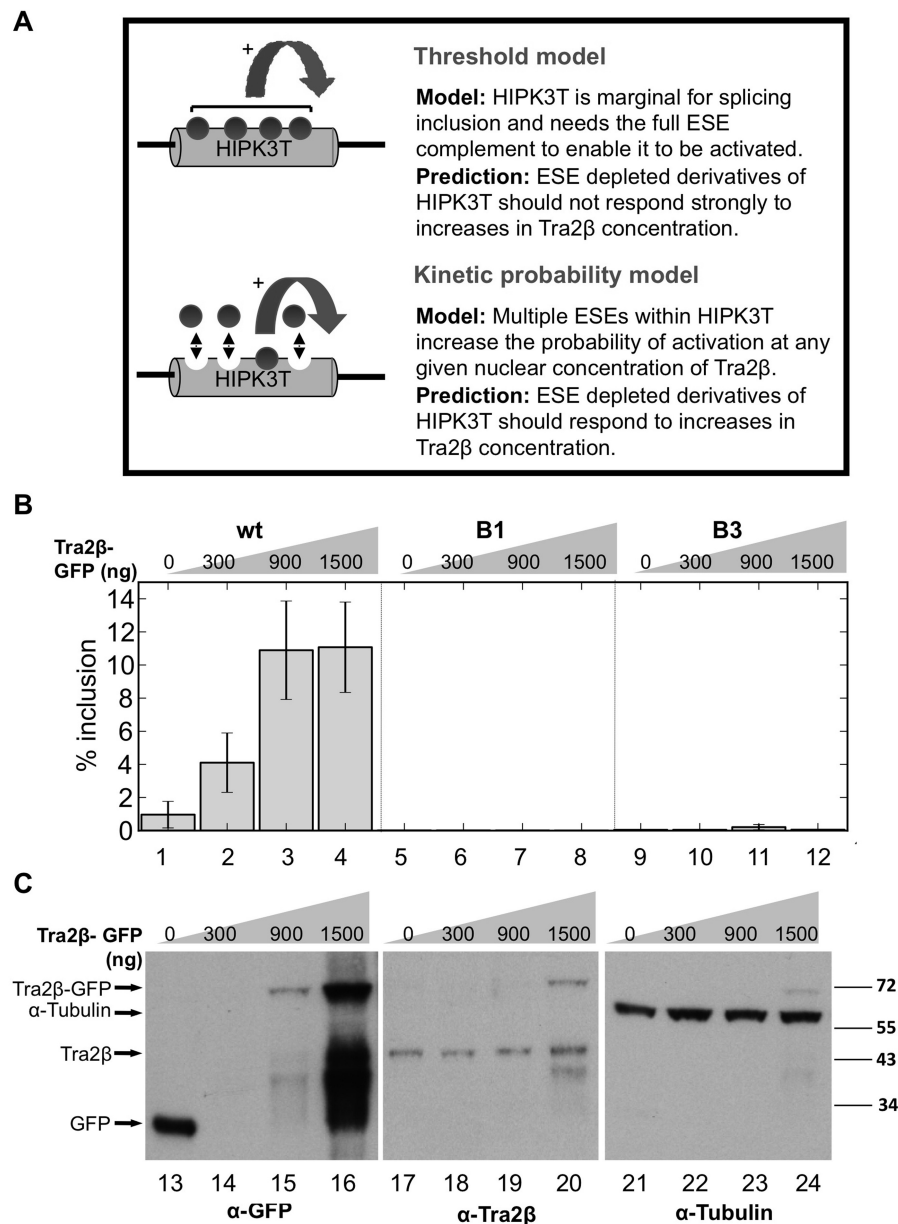 A
+
HIPK3T
Threshold model
Model: HIPK3T is marginal for splicing
inclusion and needs the full ESE
complement to enable it to be activated.
Prediction: ESE depleted derivatives of
HIPK3T should not respond strongly to
increases in Tra2β concentration.
+
HIPK3T
Kinetic probability model
Model: Multiple ESEs within HIPK3T
increase the probability of activation at any
given nuclear concentration of Tra2β.
Prediction: ESE depleted derivatives of
HIPK3T should respond to increases in
Tra2β concentration.
B
wt B1 B3
Tra2β-
GFP (ng)
0 300 900 1500 0 300 900 1500 0 300 900 1500
% inclusion
14
12
10
8
6
4
2
0
1 2 3 4 5 6 7 8 9 10 11 12
C
Tra2β- GFP
(ng)
0 300 900 1500 0 300 900 1500 0 300 900 1500
Tra2β-GFP
α-Tubulin
Tra2β
GFP
72
55
43
34
13 14 15 16 17 18 19 20 21 22 23 24
α-GFP α-Tra2β α-Tubulin